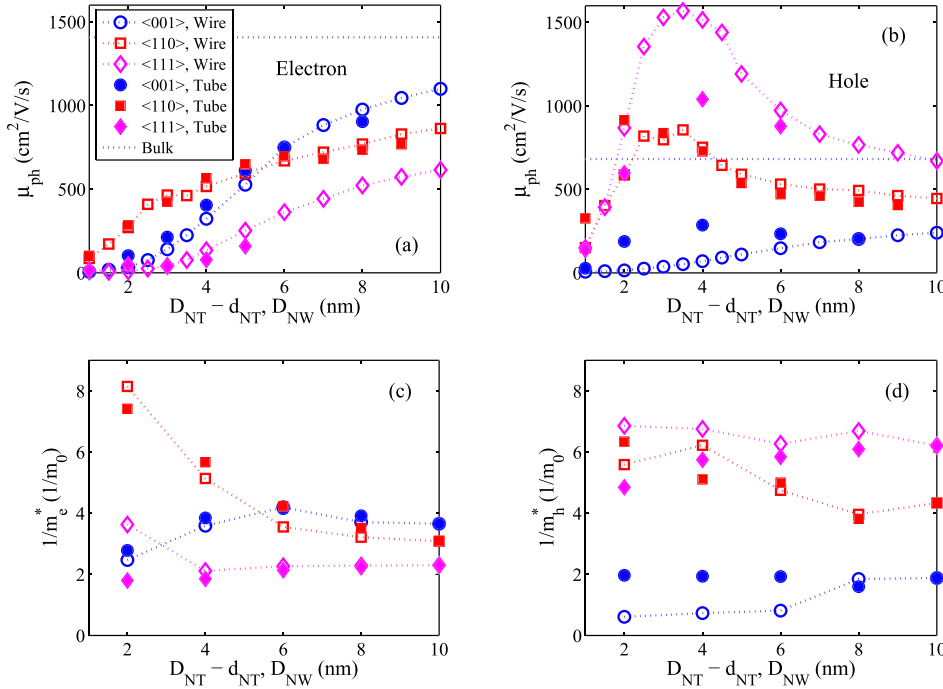 1500
1000
500
0
μph (cm2/V/s)
<001>, Wire
<110>, Wire
<111>, Wire
<001>, Tube
<110>, Tube
<111>, Tube
Bulk
Electron
(a)
2 4 6 8 10
DNT − dNT, DNW (nm)
1500
1000
500
0
μph (cm2/V/s)
(b)
Hole
2 4 6 8 10
DNT − dNT, DNW (nm)
8
6
4
2
0
1/m*e (1/m0)
(c)
2 4 6 8 10
DNT − dNT, DNW (nm)
8
6
4
2
0
1/m*h (1/m0)
(d)
2 4 6 8 10
DNT − dNT, DNW (nm)